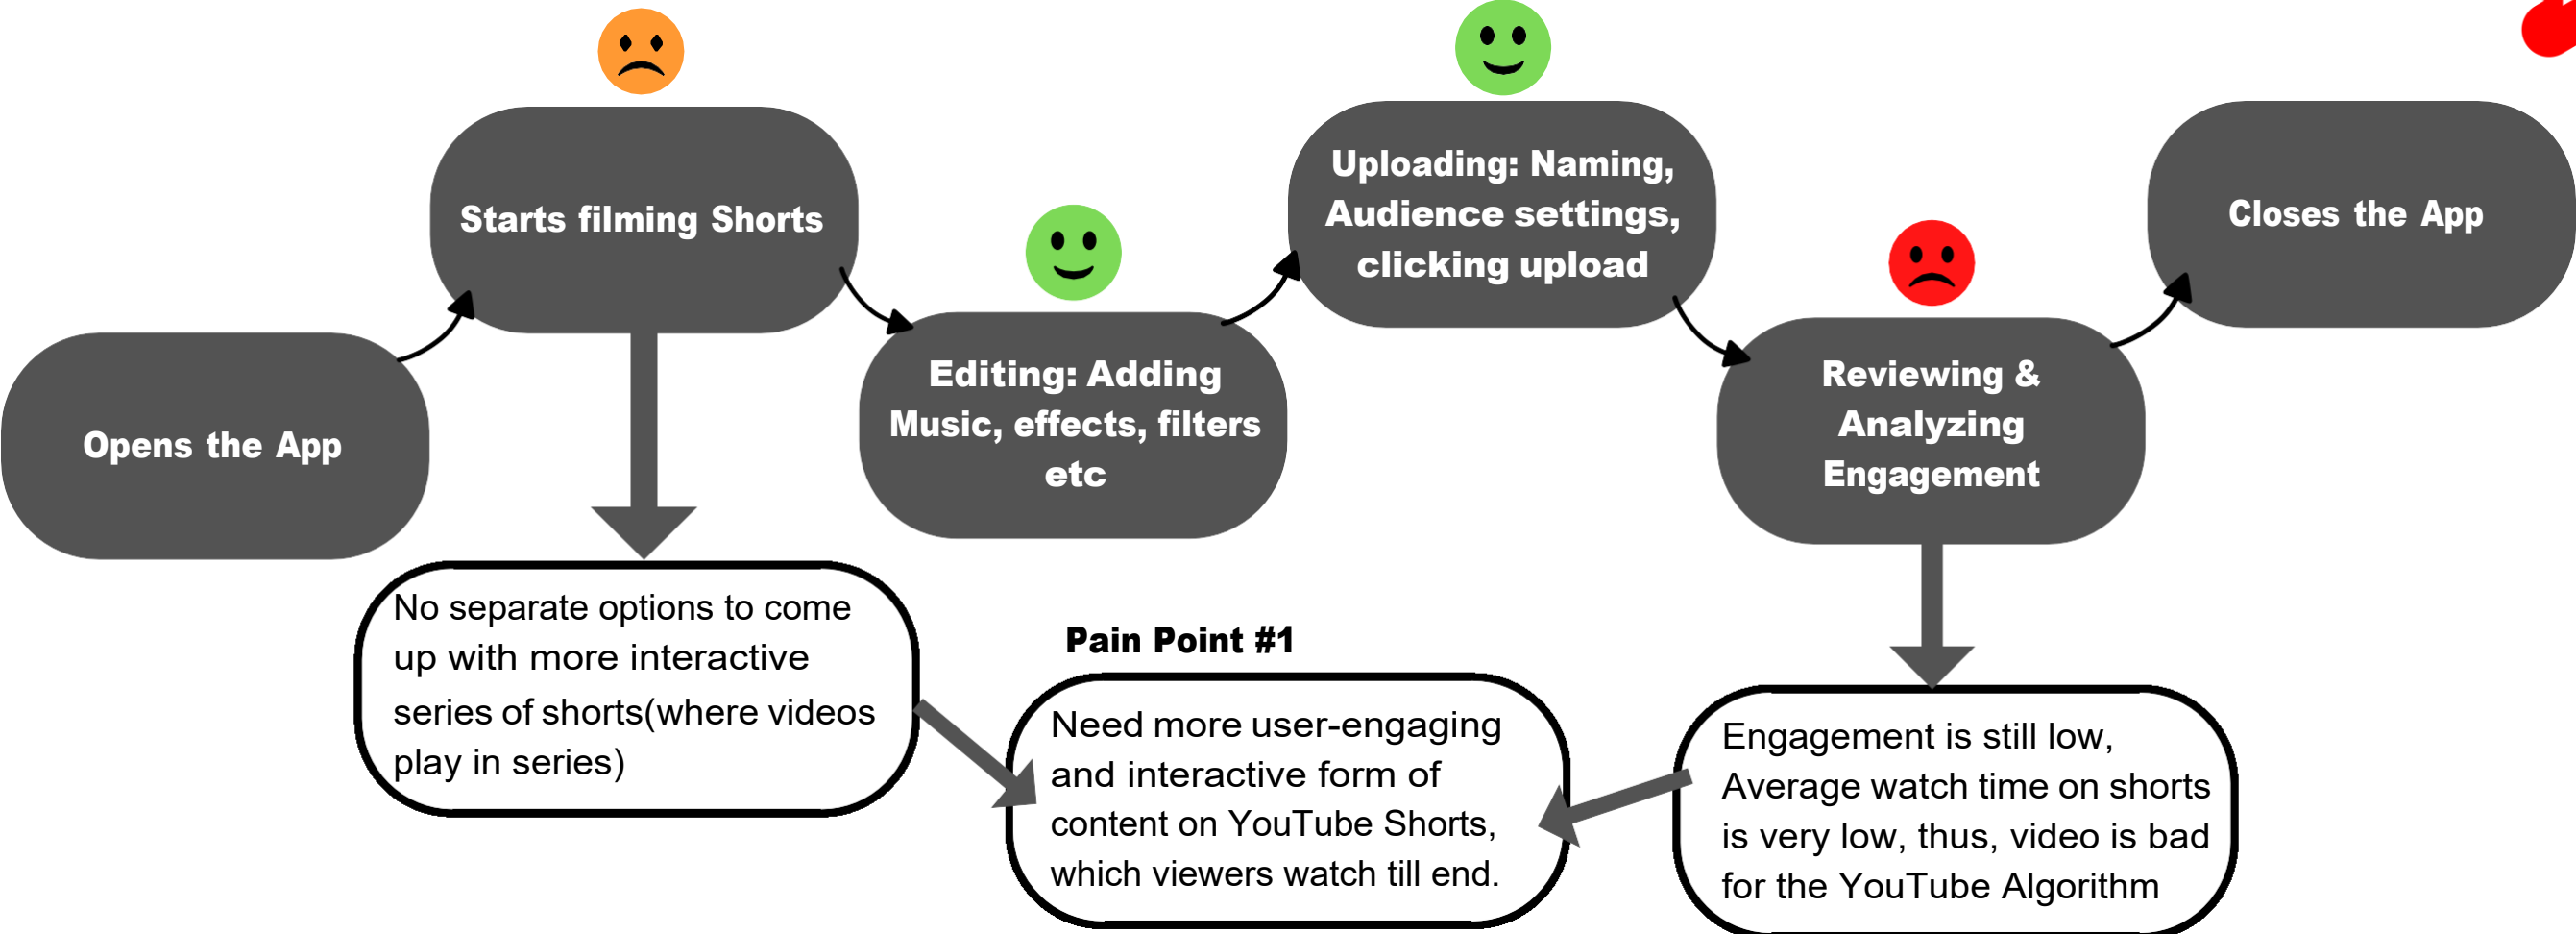 Opens the App
Starts filming Shorts
Editing: Adding
Music, effects, filters
etc
Uploading: Naming,
Audience settings,
clicking upload
Reviewing &
Analyzing
Engagement
Closes the App
No separate options to come
up with more interactive
series of shorts(where videos
play in series)
Pain Point #1
Need more user-engaging
and interactive form of
content on YouTube Shorts,
which viewers watch till end.
Engagement is still low,
Average watch time on shorts
is very low, thus, video is bad
for the YouTube Algorithm